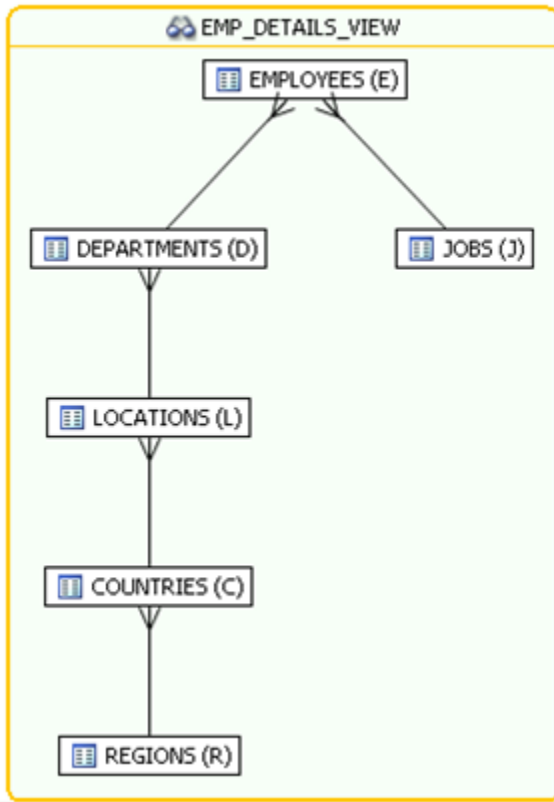 EMP_DETAILS_VIEW
EMPLOYEES (E)
DEPARTMENTS (D)
JOBS (J)
LOCATIONS (L)
COUNTRIES (C)
REGIONS (R)